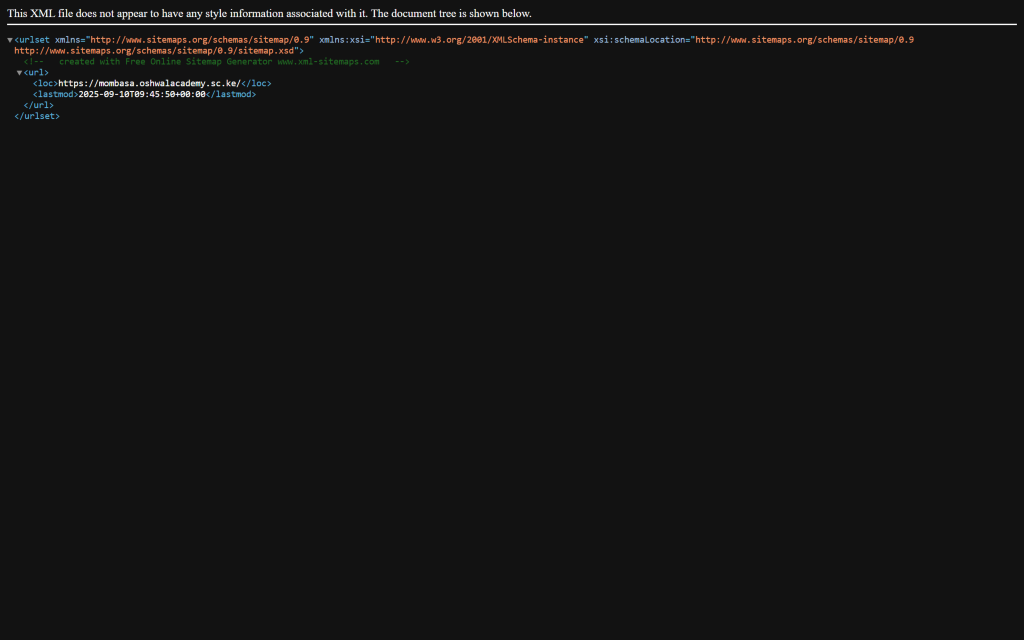 This XML file does not appear to have any style information associated with it. The document tree is shown below.
▼<urlset xmlns="http://www.sitemaps.org/schemas/sitemap/0.9" xmlns:xsi="http://www.w3.org/2001/XMLSchema-instance" xsi:schemaLocation="http://www.sitemaps.org/schemas/sitemap/0.9
http://www.sitemaps.org/schemas/sitemap/0.9/sitemap.xsd">
<!-- created with Free Online Sitemap Generator www.xml-sitemaps.com -->
▼<url>
<loc>https://mombasa.oshwalacademy.sc.ke/</loc>
<lastmod>2025-09-10T09:45:50+00:00</lastmod>
</url>
</urlset>